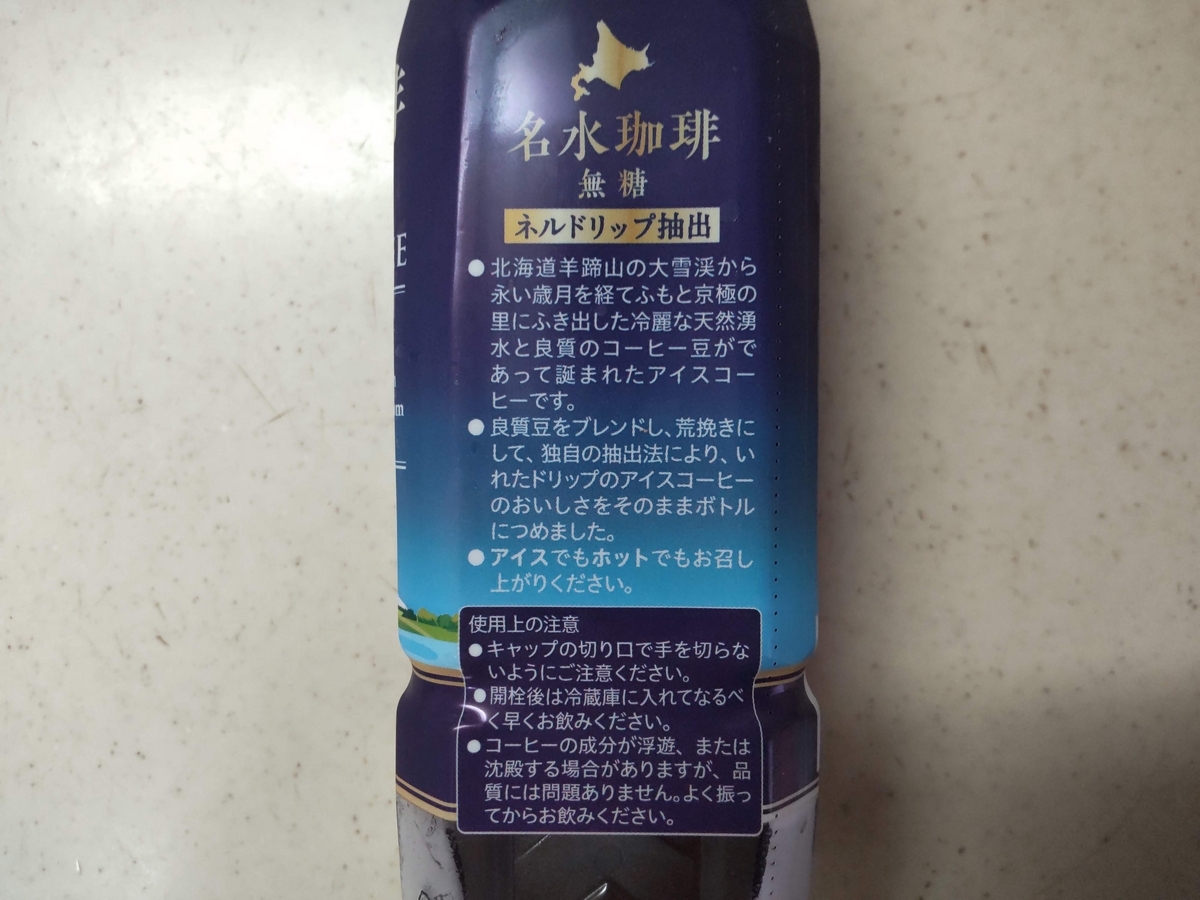 名水珈琲
無糖
ネルドリップ抽出
●北海道羊蹄山の大雪渓から
永い歳月を経てふもと京極の
里にふき出した冷麗な天然湧
水と良質のコーヒー豆がで
あって誕まれたアイスコー
ヒーです。
●良質豆をブレンドし、荒挽きに
して、独自の抽出法により、い
れたドリップのアイスコーヒー
のおいしさをそのままボトル
につめました。
●アイスでもホットでもお召し
上がりください。
使用上の注意
●キャップの切り口で手を切らな
いようにご注意ください。
●開栓後は冷蔵庫に入れてなるべ
く早くお飲みください。
●コーヒーの成分が浮遊、または
沈殿する場合がありますが、品
質には問題ありません。よく振っ
てからお飲みください。